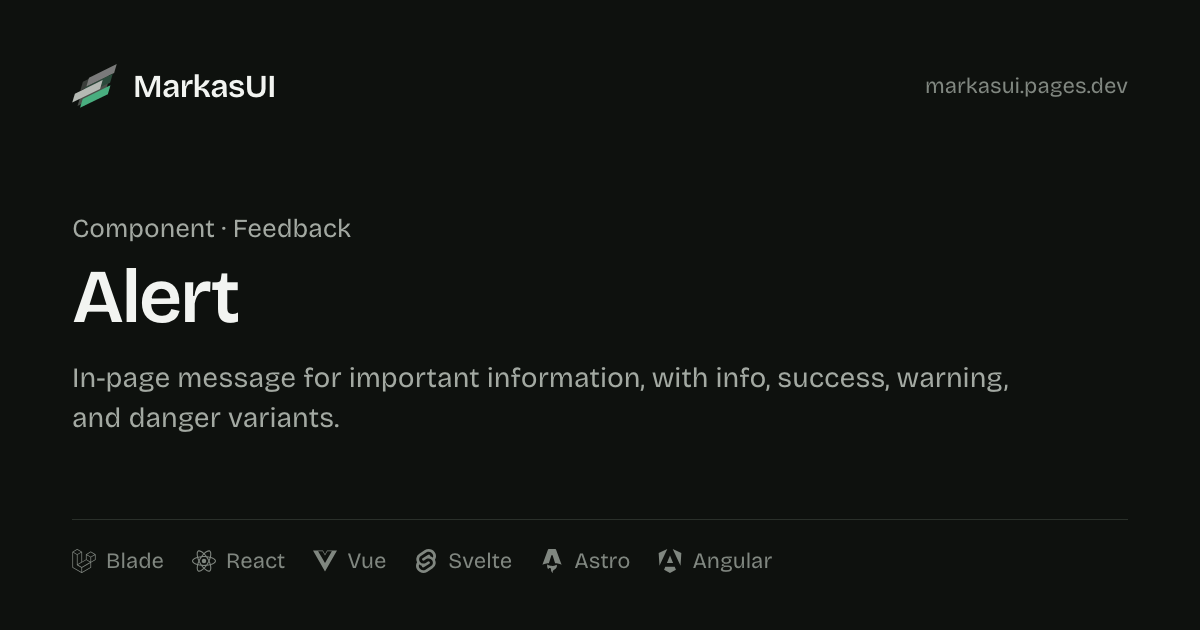 MarkasUI
markasui.pages.dev
Component · Feedback
Alert
In-page message for important information, with info, success, warning,
and danger variants.
Blade React Vue Svelte Astro Angular